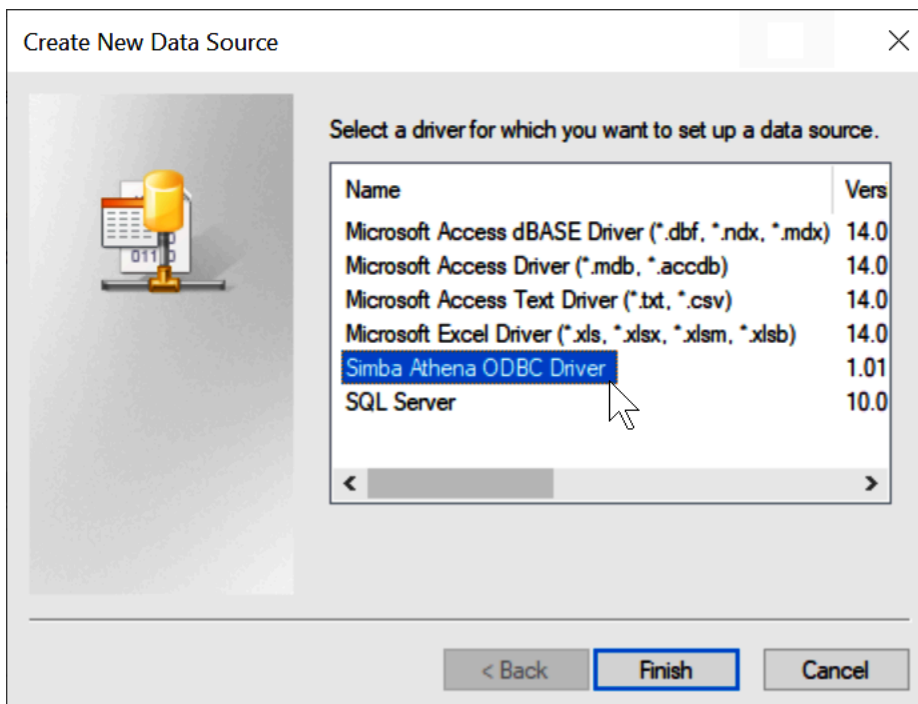 Create New Data Source
Select a driver for which you want to set up a data source.
Name Vers
Microsoft Access dBASE Driver (*.dbf, *.ndx, *.mdx) 14.0
Microsoft Access Driver (*.mdb, *.accdb) 14.0
Microsoft Access Text Driver (*.txt, *.csv) 14.0
Microsoft Excel Driver (*.xls, *.xlsx, *.xlsm, *.xlsb) 14.0
Simba Athena ODBC Driver 1.01
SQL Server 10.0
< Back Finish Cancel